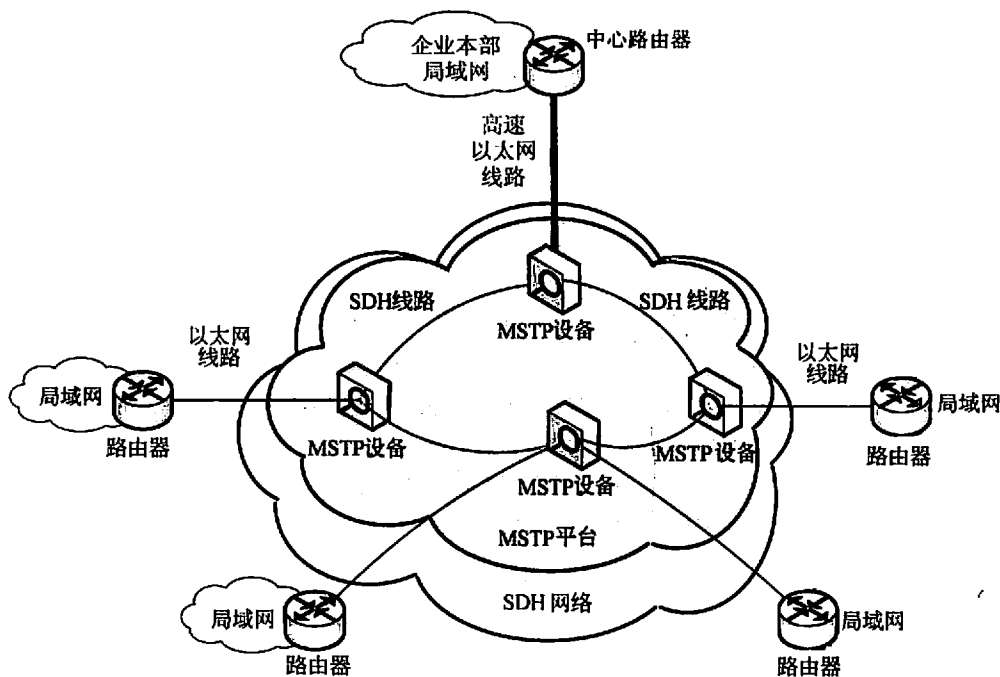 企业本部
局域网
中心路由器
高速
以太网
线路
SDH线路
SDH 线路
MSTP设备
以太网
线路
以太网
线路
局域网
路由器
MSTP设备
MSTP设备
局域网
路由器
MSTP设备
MSTP平台
SDH 网络
局域网
路由器
局域网
路由器